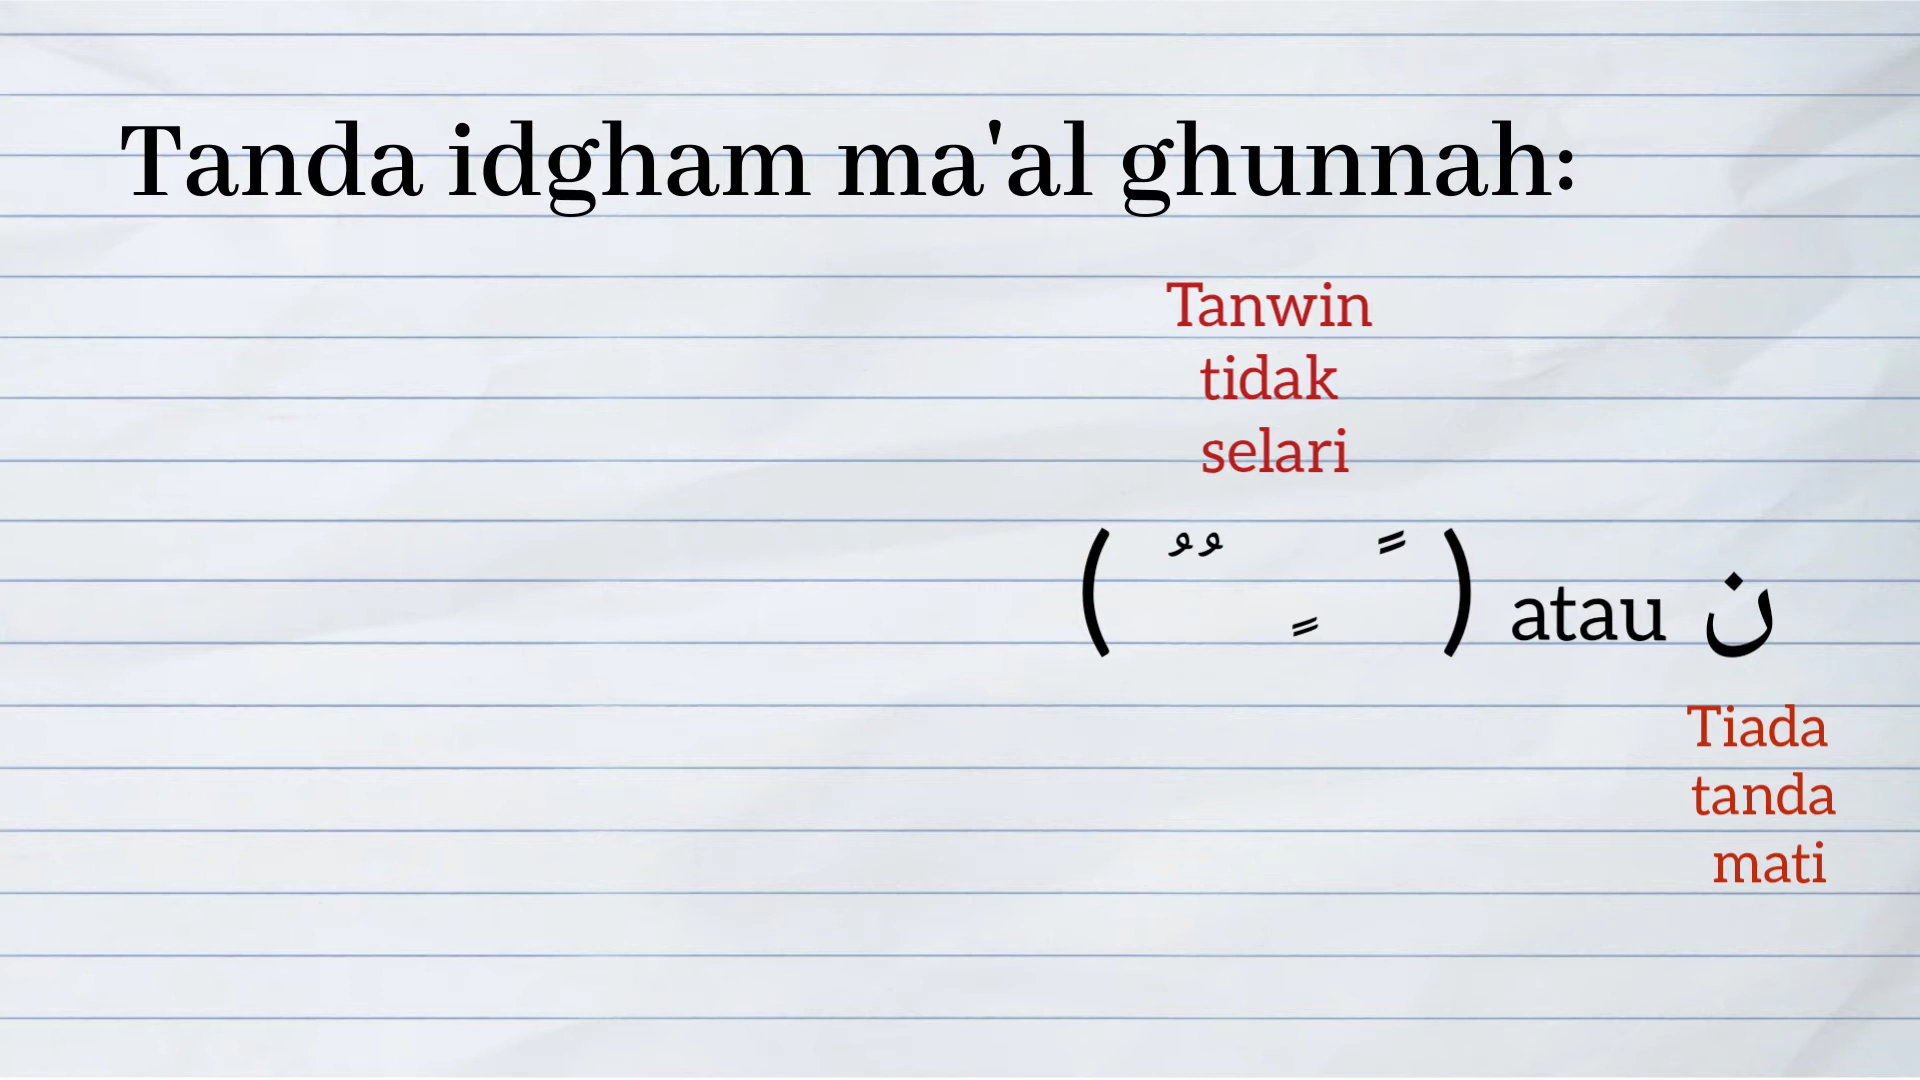 Tanda idgham ma'al ghunnah:
Tanwin
tidak
selari
ن atau ( ـً ـٍ ـٌ )
Tiada
tanda
mati